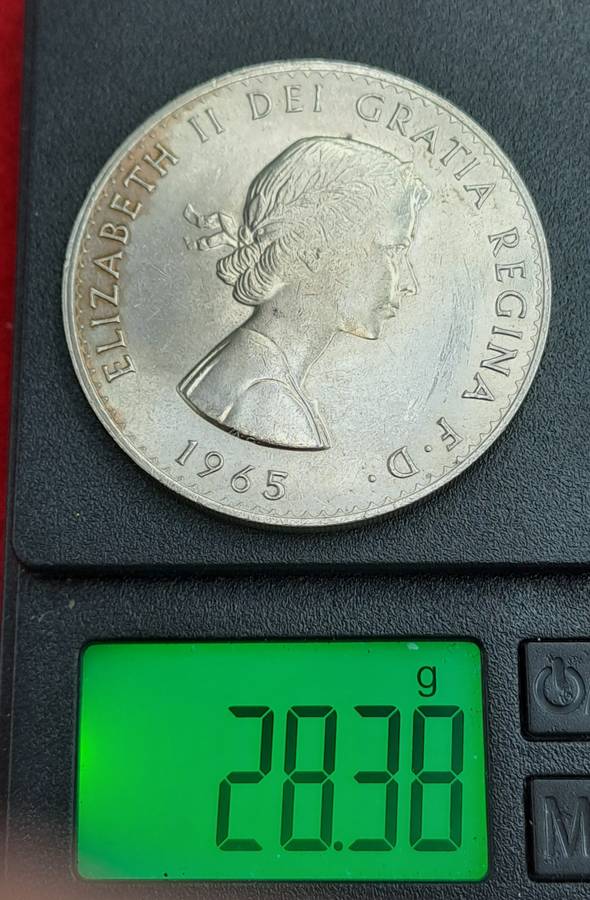 ELIZABETH II DEI GRATIA REGINA F·D·
1965
g
28.38
M